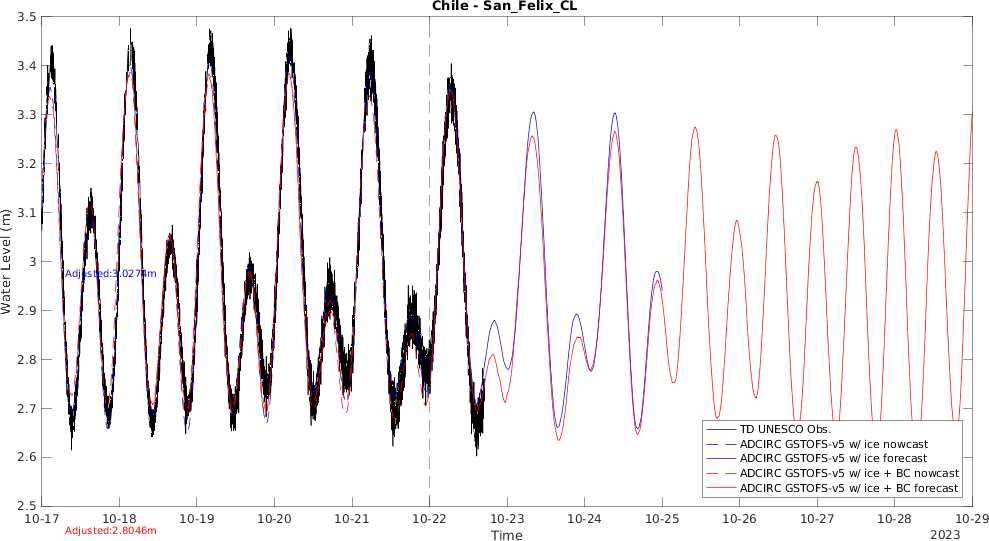 Chile - San_Felix_CL
3.5
3.4
3.3
3.2
3.1
3
2.9
2.8
2.7
2.6
2.5
Water Level (m)
Adjusted:3.0274m
Adjusted:2.8046m
TD UNESCO Obs.
ADCIRC GSTOFS-v5 w/ ice nowcast
ADCIRC GSTOFS-v5 w/ ice forecast
ADCIRC GSTOFS-v5 w/ ice + BC nowcast
ADCIRC GSTOFS-v5 w/ ice + BC forecast
10-17 10-18 10-19 10-20 10-21 10-22 10-23 10-24 10-25 10-26 10-27 10-28 10-29
Time
2023